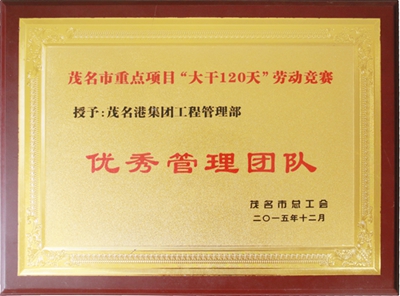 茂名市重点项目“大干120天”劳动竞赛
授予:茂名港集团工程管理部
优秀管理团队
茂名市总工会
二〇一五年十二月